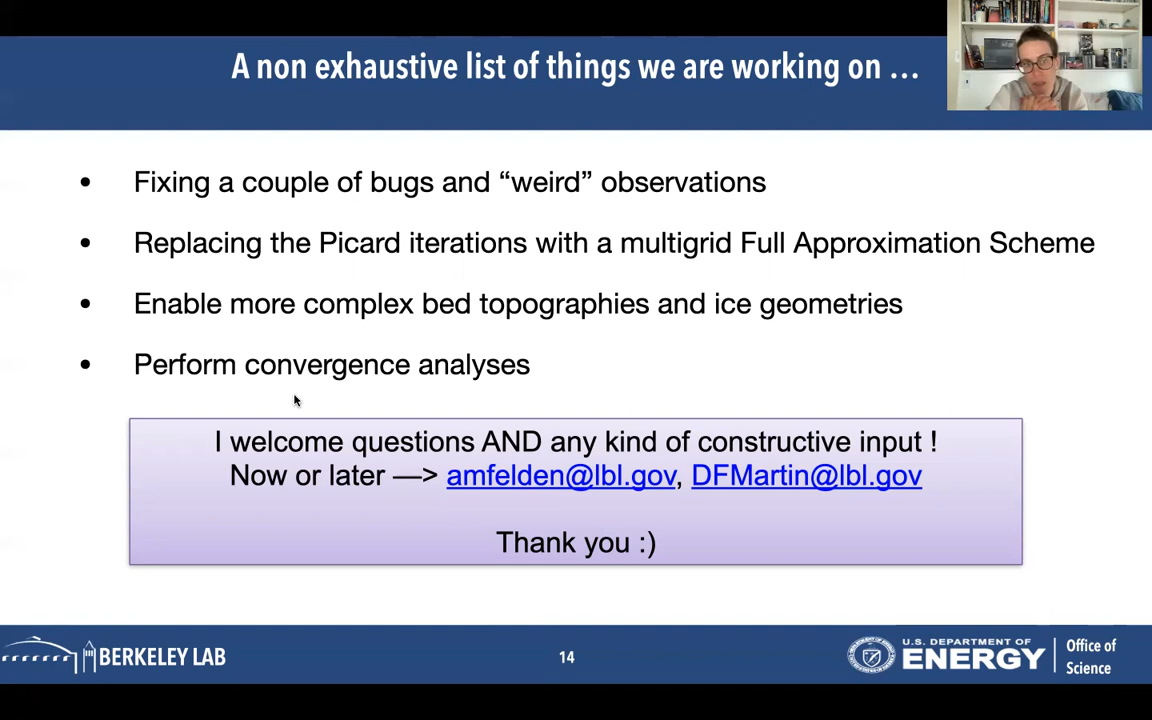 A non exhaustive list of things we are working on …
• Fixing a couple of bugs and “weird” observations
• Replacing the Picard iterations with a multigrid Full Approximation Scheme
• Enable more complex bed topographies and ice geometries
• Perform convergence analyses
I welcome questions AND any kind of constructive input !
Now or later —> amfelden@lbl.gov, DFMartin@lbl.gov
Thank you :)
BERKELEY LAB
14
U.S. DEPARTMENT OF
ENERGY
Office of
Science